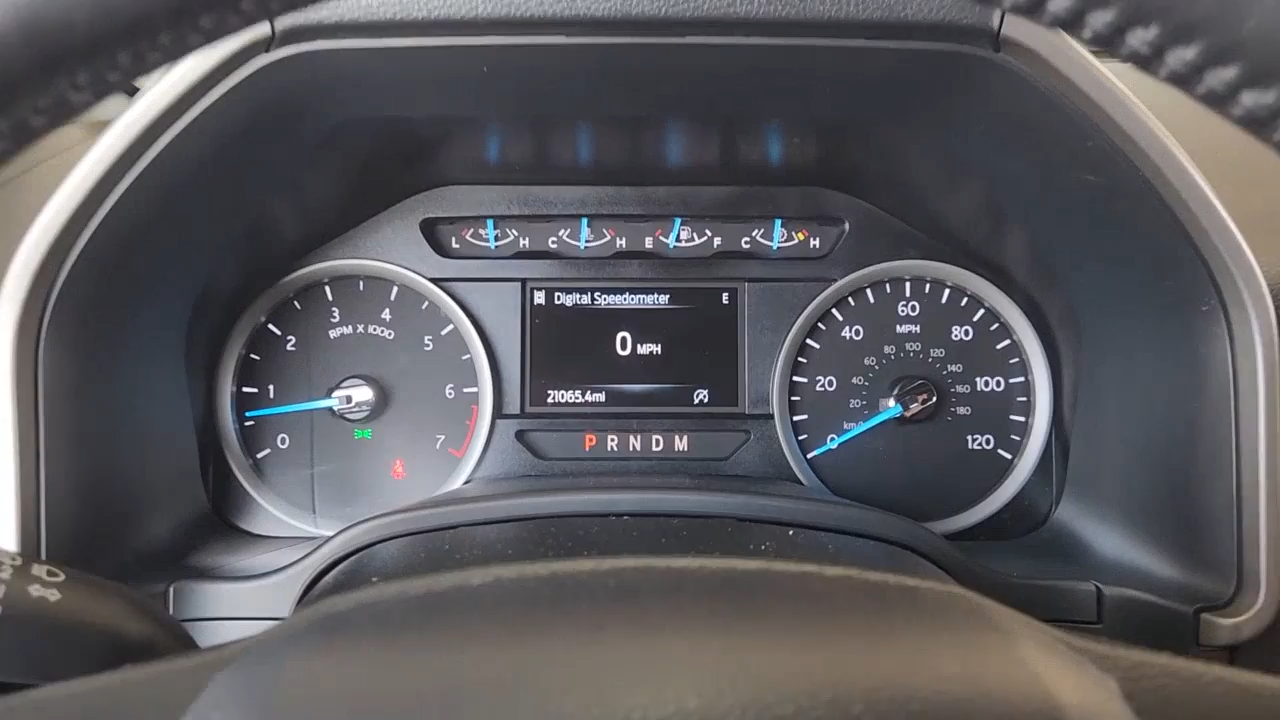 L H C H E F C H
Digital Speedometer E
0 MPH
21065.4mi
P R N D M
0 1 2 3 4 5 6 7
RPM X 1000
0 20 40 60 80 100 120
MPH
20 40 60 80 100 120 140 160 180
km/